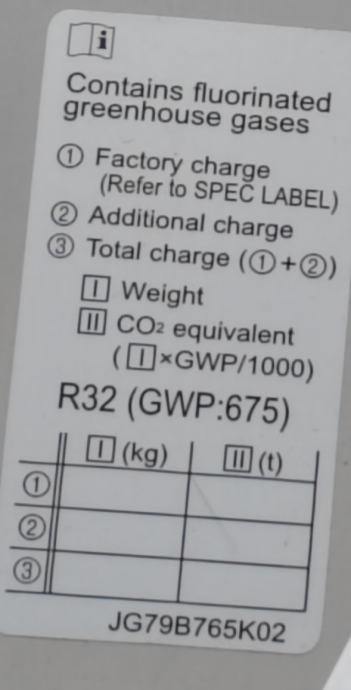 i
Contains fluorinated
greenhouse gases
① Factory charge
(Refer to SPEC LABEL)
② Additional charge
③ Total charge (①+②)
I Weight
II CO₂ equivalent
( I ×GWP/1000)
R32 (GWP:675)
I (kg) II (t)
①
②
③
JG79B765K02